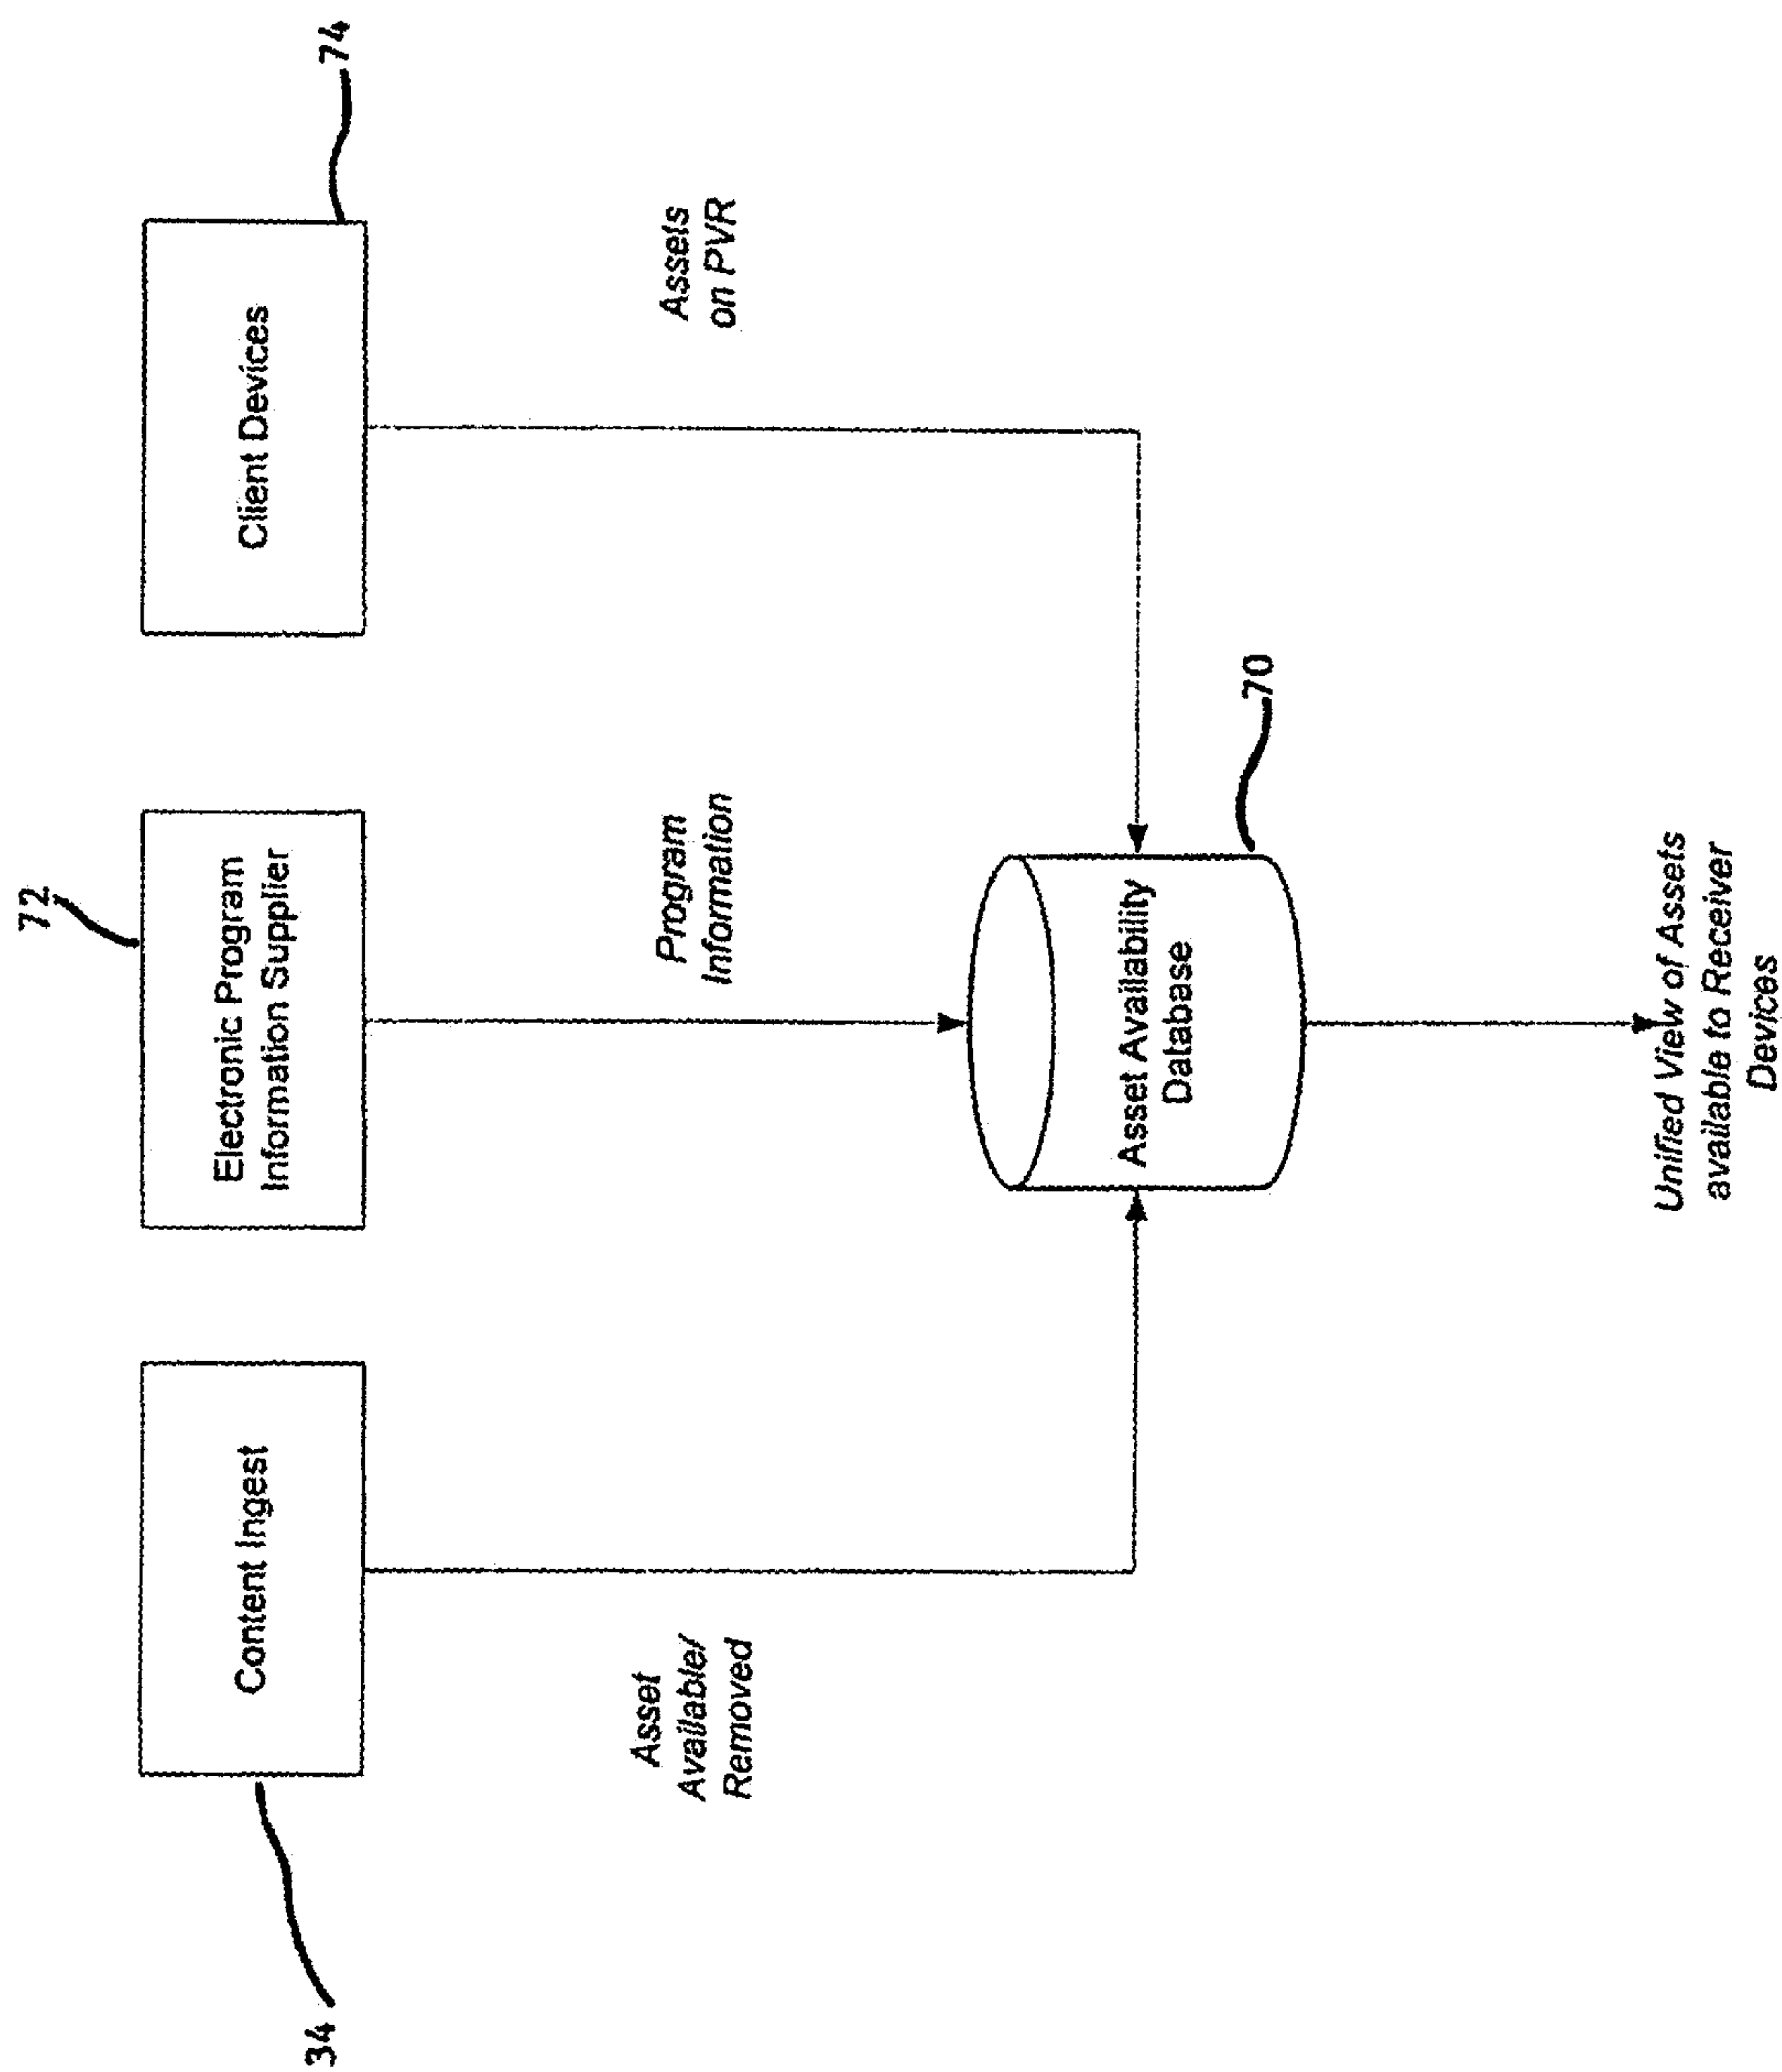 34
Content Ingest
72
Electronic Program
Information Supplier
74
Client Devices
Asset
Available/
Removed
Program
Information
Assets
on PVR
70
Asset Availability
Database
Unified View of Assets
available to Receiver
Devices